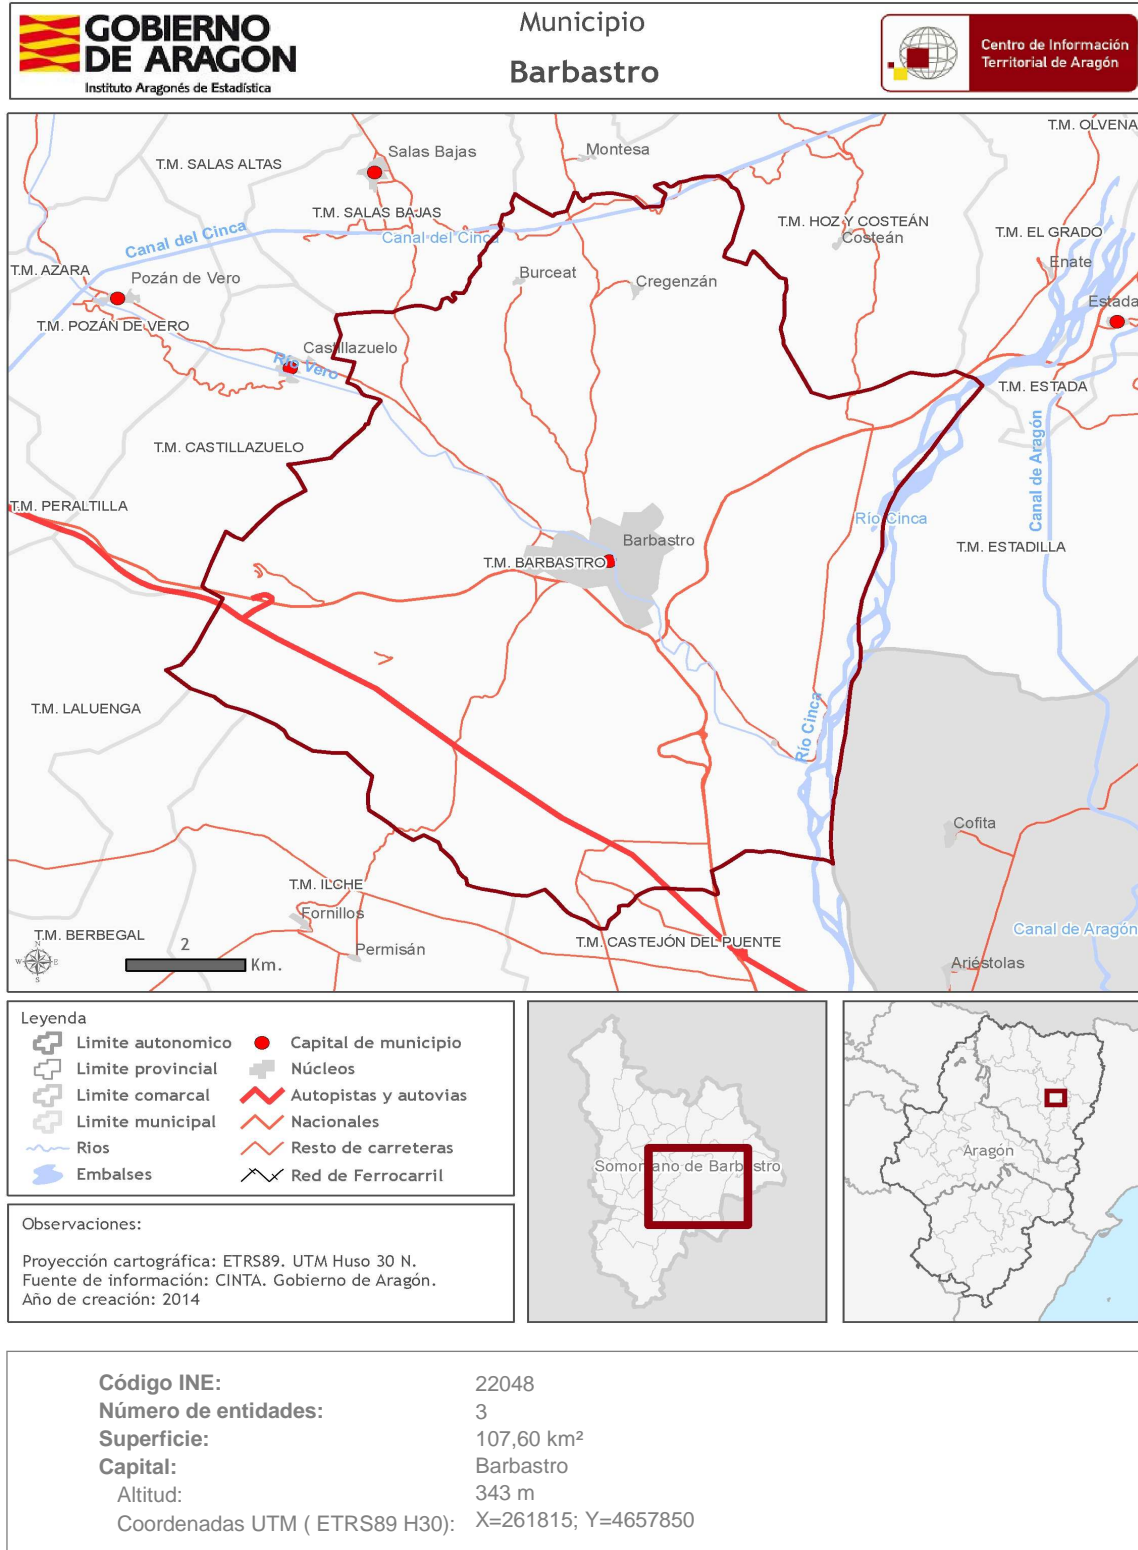 GOBIERNO
DE ARAGON
Instituto Aragonés de Estadística
Municipio
Barbastro
Centro de Información
Territorial de Aragón
T.M. OLVENA
Salas Bajas
Montesa
T.M. SALAS ALTAS
T.M. SALAS BAJAS
T.M. HOZ Y COSTEÁN
Canal del Cinca
Canal del Cinca
Costeán
T.M. EL GRADO
T.M. AZARA
Pozán de Vero
Burceat
Cregenzán
Enate
Estada
T.M. POZÁN DE VERO
Castillazuelo
Río Vero
T.M. ESTADA
T.M. CASTILLAZUELO
Canal de Aragón
T.M. PERALTILLA
Río Cinca
Barbastro
T.M. ESTADILLA
T.M. BARBASTRO
T.M. LALUENGA
Río Cinca
Cofita
T.M. ILCHE
Fornillos
T.M. BERBEGAL
T.M. CASTEJÓN DEL PUENTE
Canal de Aragón
Permisán
Ariéstolas
N
W
E
S
2
Km.
Leyenda
Limite autonomico
Capital de municipio
Limite provincial
Núcleos
Limite comarcal
Autopistas y autovias
Limite municipal
Nacionales
Rios
Resto de carreteras
Embalses
Red de Ferrocarril
Somontano de Barbastro
Aragón
Observaciones:
Proyección cartográfica: ETRS89. UTM Huso 30 N.
Fuente de información: CINTA. Gobierno de Aragón.
Año de creación: 2014
Código INE: 22048
Número de entidades: 3
Superficie: 107,60 km²
Capital: Barbastro
Altitud: 343 m
Coordenadas UTM ( ETRS89 H30): X=261815; Y=4657850